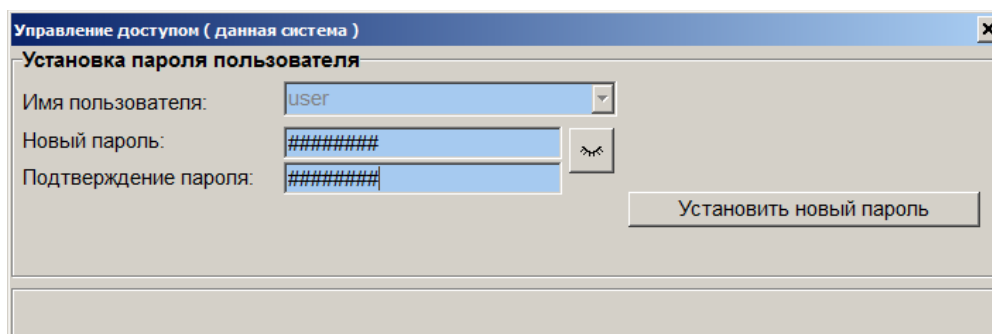 Управление доступом ( данная система )
Установка пароля пользователя
Имя пользователя: user
Новый пароль: ########
Подтверждение пароля: ########
Установить новый пароль